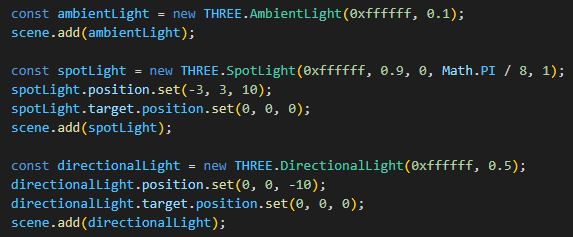 const ambientLight = new THREE.AmbientLight(0xffffff, 0.1);
scene.add(ambientLight);
const spotLight = new THREE.SpotLight(0xffffff, 0.9, 0, Math.PI / 8, 1);
spotLight.position.set(-3, 3, 10);
spotLight.target.position.set(0, 0, 0);
scene.add(spotLight);
const directionalLight = new THREE.DirectionalLight(0xffffff, 0.5);
directionalLight.position.set(0, 0, -10);
directionalLight.target.position.set(0, 0, 0);
scene.add(directionalLight);